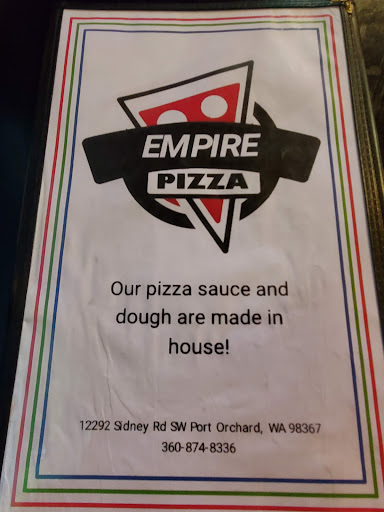 EMPIRE
PIZZA
Our pizza sauce and
dough are made in
house!
12292 Sidney Rd SW Port Orchard, WA 98367
360-874-8336